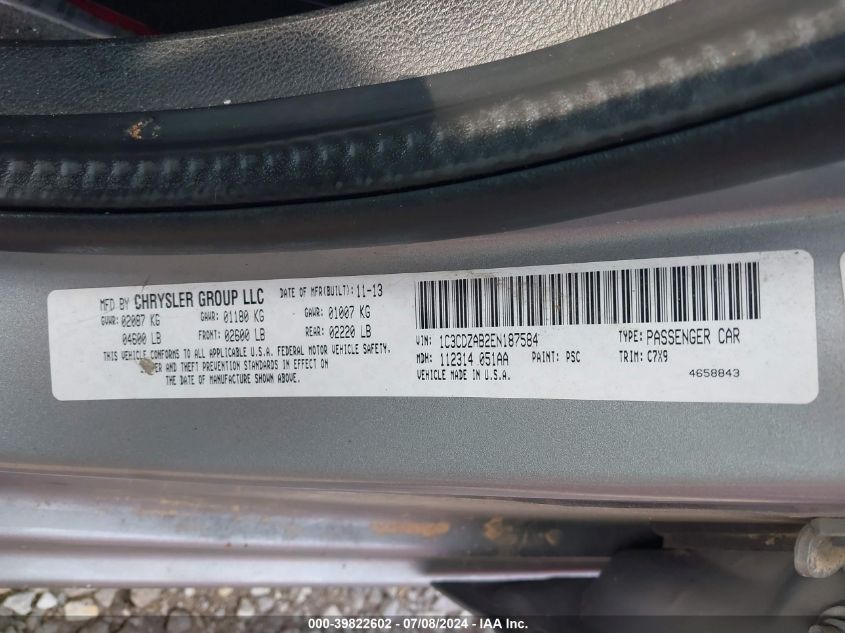 MFD BY CHRYSLER GROUP LLC DATE OF MFR(BUILT): 11-13
GVWR: 02087 KG GAWR: 01180 KG GAWR: 01007 KG
04600 LB FRONT: 02600 LB REAR: 02220 LB
THIS VEHICLE CONFORMS TO ALL APPLICABLE U.S.A. FEDERAL MOTOR VEHICLE SAFETY,
AND THEFT PREVENTION STANDARDS IN EFFECT ON
THE DATE OF MANUFACTURE SHOWN ABOVE.
VIN: 1C3CDZAB2EN187584 TYPE: PASSENGER CAR
MDH: 112314 051AA PAINT: PSC TRIM: C7X9
VEHICLE MADE IN U.S.A. 4658843
000-39822602 - 07/08/2024 - IAA Inc.